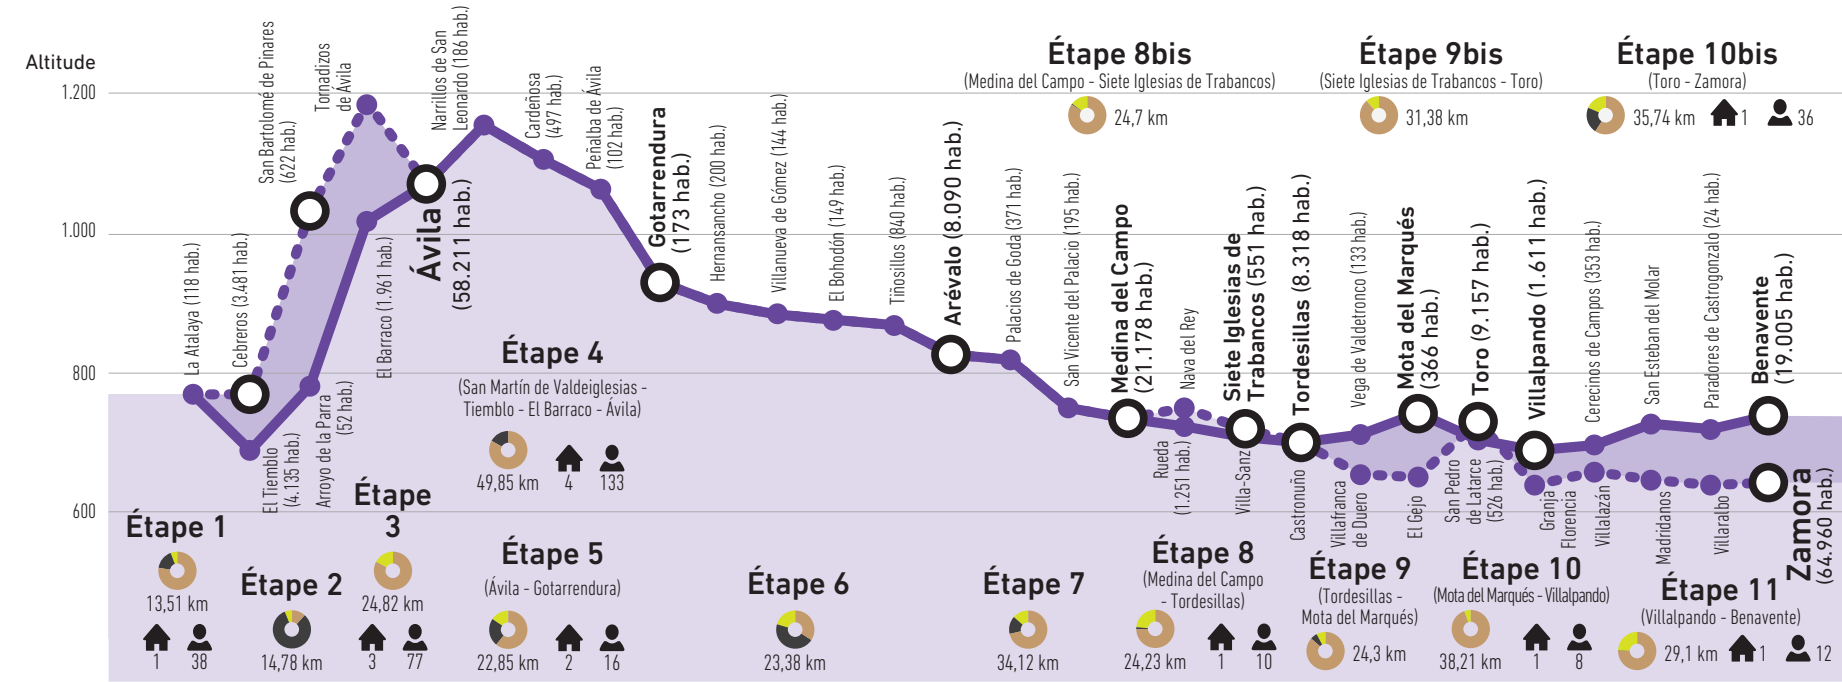 Altitude
1.200
1.000
800
600
La Atalaya (118 hab.)
Cebreros (3.481 hab.)
San Bartolomé de Pinares
(622 hab.)
Tornadizos
de Ávila
El Tiemblo
(4.135 hab.)
Arroyo de la Parra
(52 hab.)
El Barraco (1.961 hab.)
Ávila
(58.211 hab.)
Narrillos de San
Leonardo (186 hab.)
Cardeñosa
(497 hab.)
Peñalba de Ávila
(102 hab.)
Gotarrendura
(173 hab.)
Hernansancho (200 hab.)
Villanueva de Gómez (144 hab.)
El Bohodón (149 hab.)
Tiñosillos (840 hab.)
Arévalo (8.090 hab.)
Palacios de Goda (371 hab.)
San Vicente del Palacio (195 hab.)
Medina del Campo
(21.178 hab.)
Nava del Rey
Rueda
(1.251 hab.)
Siete Iglesias de
Trabancos (551 hab.)
Villa-Sanz
Tordesillas (8.318 hab.)
Castronuño
Vega de Valdetronco (133 hab.)
Villafranca
de Duero
Mota del Marqués
(366 hab.)
El Gejo
Toro (9.157 hab.)
San Pedro
de Latarce
(526 hab.)
Villalpando (1.611 hab.)
Granja
Florencia
Cerecinos de Campos (353 hab.)
Villalazán
San Esteban del Molar
Madridanos
Paradores de Castrogonzalo (24 hab.)
Villaralbo
Benavente
(19.005 hab.)
Zamora
(64.960 hab.)
Étape 8bis
(Medina del Campo - Siete Iglesias de Trabancos)
24,7 km
Étape 9bis
(Siete Iglesias de Trabancos - Toro)
31,38 km
Étape 10bis
(Toro - Zamora)
35,74 km 1 36
Étape 1
13,51 km
1 38
Étape 2
14,78 km
Étape
3
24,82 km
3 77
Étape 4
(San Martín de Valdeiglesias -
Tiemblo - El Barraco - Ávila)
49,85 km 4 133
Étape 5
(Ávila - Gotarrendura)
22,85 km 2 16
Étape 6
23,38 km
Étape 7
34,12 km
Étape 8
(Medina del Campo
- Tordesillas)
24,23 km 1 10
Étape 9
(Tordesillas -
Mota del Marqués)
24,3 km
Étape 10
(Mota del Marqués - Villalpando)
38,21 km 1 8
Étape 11
(Villalpando - Benavente)
29,1 km 1 12